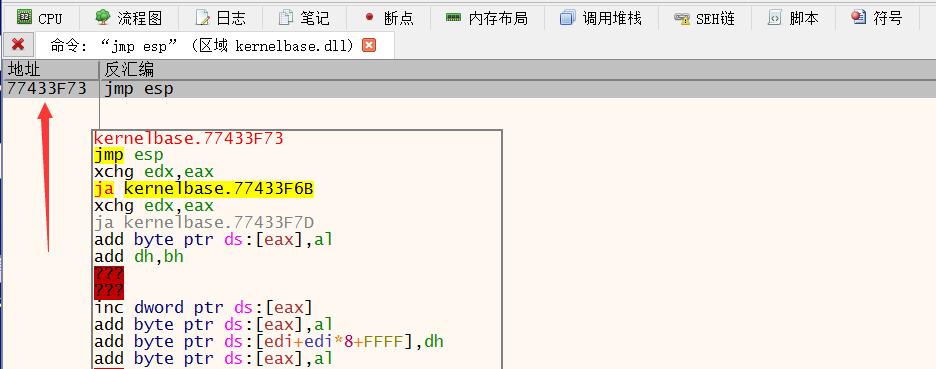 CPU 流程图 日志 笔记 断点 内存布局 调用堆栈 SEH链 脚本 符号
命令: “jmp esp” (区域 kernelbase.dll)
地址 反汇编
77433F73 jmp esp
kernelbase.77433F73
jmp esp
xchg edx,eax
ja kernelbase.77433F6B
xchg edx,eax
ja kernelbase.77433F7D
add byte ptr ds:[eax],al
add dh,bh
???
???
inc dword ptr ds:[eax]
add byte ptr ds:[eax],al
add byte ptr ds:[edi+edi*8+FFFF],dh
add byte ptr ds:[eax],al